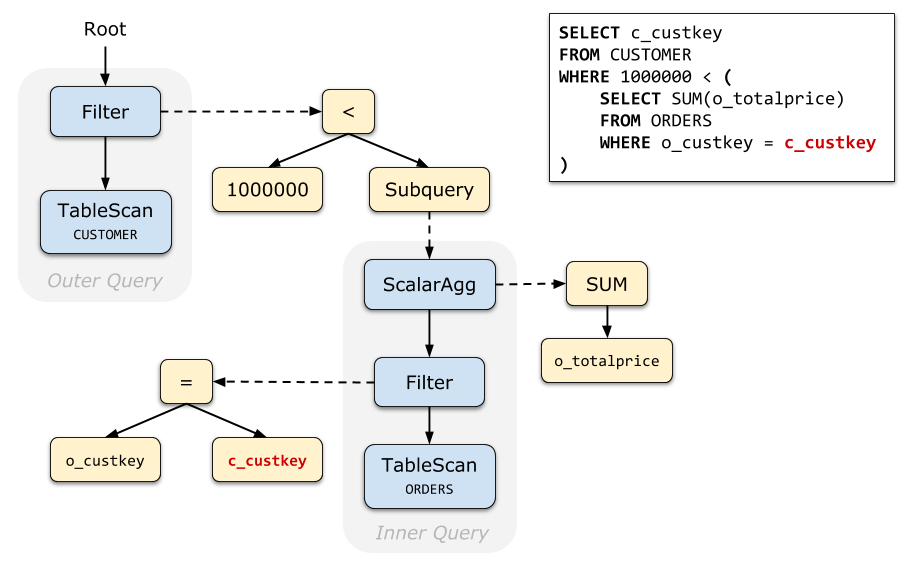 Root
Filter
TableScan
CUSTOMER
Outer Query
<
1000000
Subquery
SELECT c_custkey
FROM CUSTOMER
WHERE 1000000 < (
SELECT SUM(o_totalprice)
FROM ORDERS
WHERE o_custkey = c_custkey
)
ScalarAgg
SUM
o_totalprice
Filter
=
o_custkey
c_custkey
TableScan
ORDERS
Inner Query